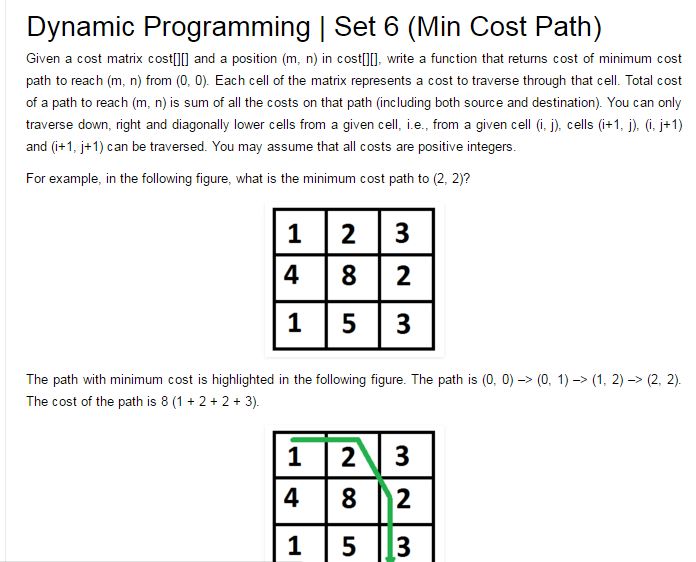 Dynamic Programming | Set 6 (Min Cost Path)
Given a cost matrix cost[][] and a position (m, n) in cost[][], write a function that returns cost of minimum cost
path to reach (m, n) from (0, 0). Each cell of the matrix represents a cost to traverse through that cell. Total cost
of a path to reach (m, n) is sum of all the costs on that path (including both source and destination). You can only
traverse down, right and diagonally lower cells from a given cell, i.e., from a given cell (i, j), cells (i+1, j), (i, j+1)
and (i+1, j+1) can be traversed. You may assume that all costs are positive integers.
For example, in the following figure, what is the minimum cost path to (2, 2)?
1 2 3
4 8 2
1 5 3
The path with minimum cost is highlighted in the following figure. The path is (0, 0) –> (0, 1) –> (1, 2) –> (2, 2).
The cost of the path is 8 (1 + 2 + 2 + 3).
1 2 3
4 8 2
1 5 3